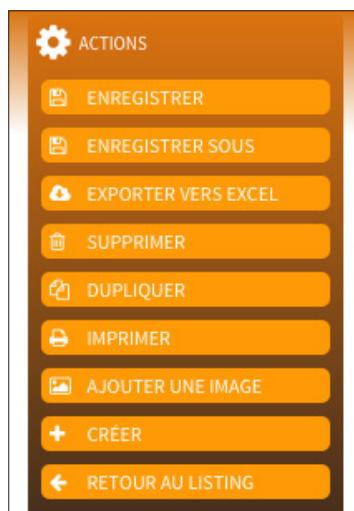 ACTIONS
ENREGISTRER
ENREGISTRER SOUS
EXPORTER VERS EXCEL
SUPPRIMER
DUPLIQUER
IMPRIMER
AJOUTER UNE IMAGE
CRÉER
RETOUR AU LISTING